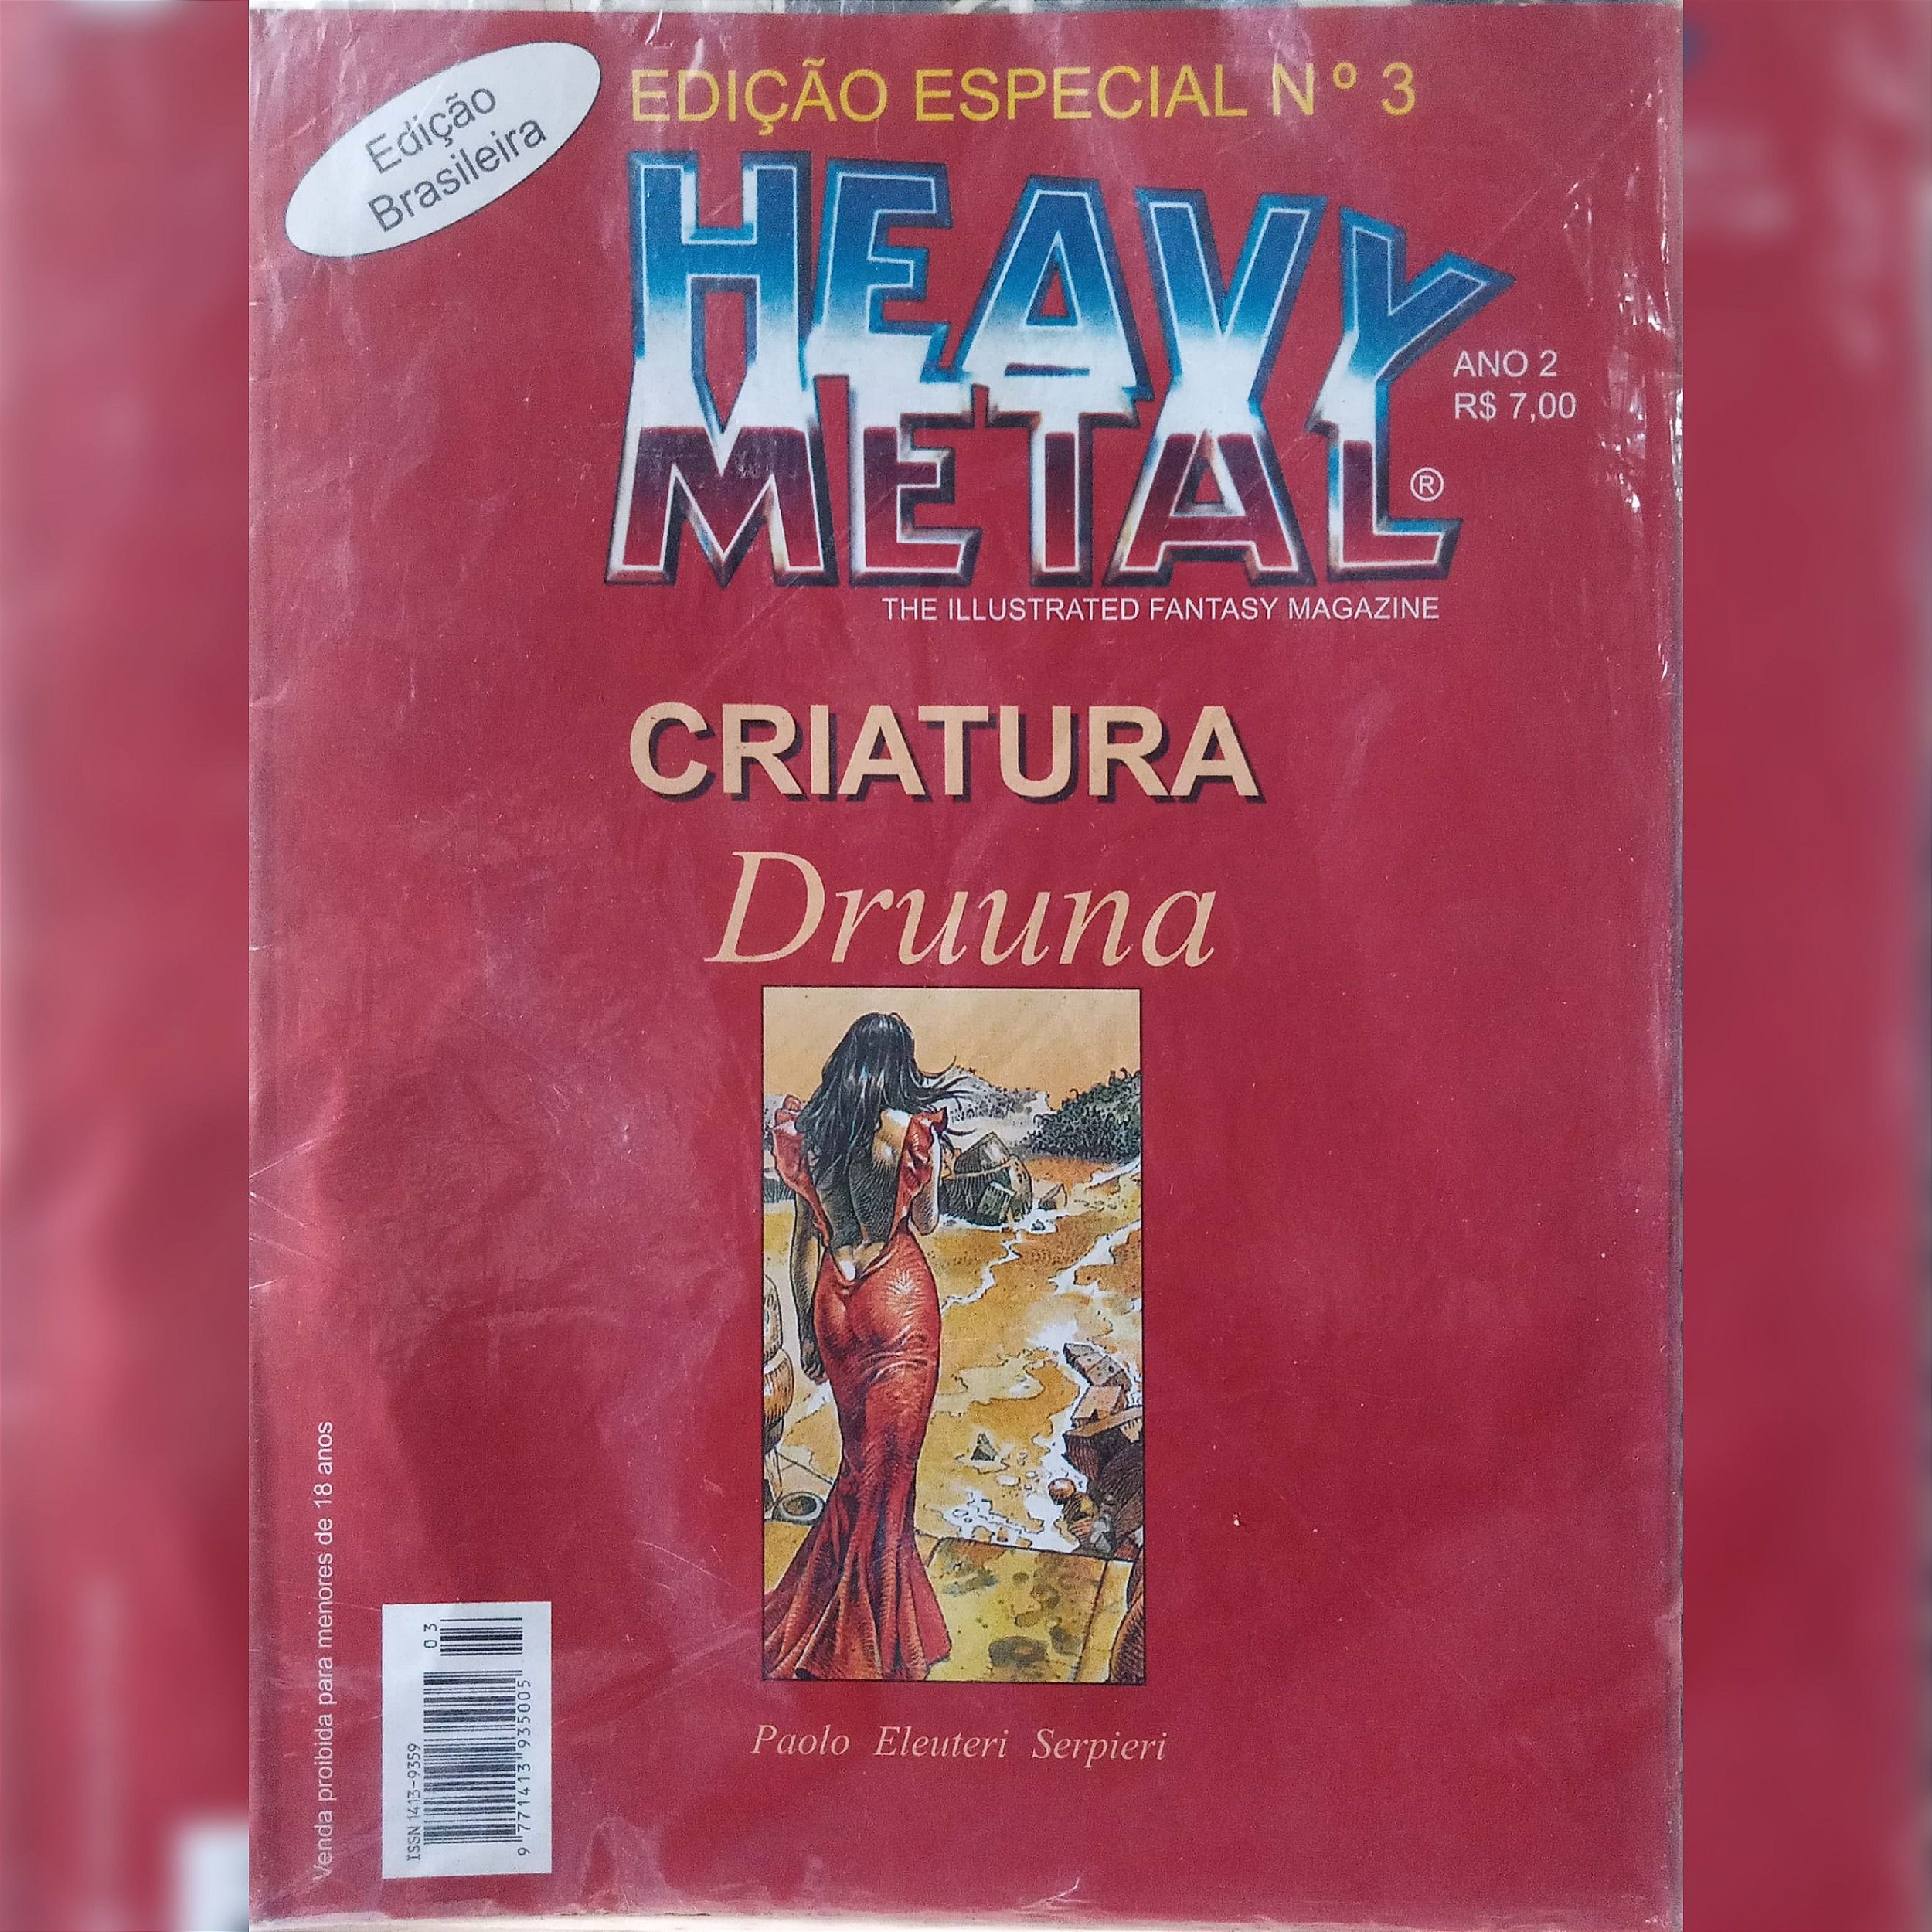 Edição
Brasileira
EDIÇÃO ESPECIAL Nº 3
HEAVY
METAL®
ANO 2
R$ 7,00
THE ILLUSTRATED FANTASY MAGAZINE
CRIATURA
Druuna
Paolo Eleuteri Serpieri
Venda proibida para menores de 18 anos
ISSN 1413-9359
9 771413 935005
03